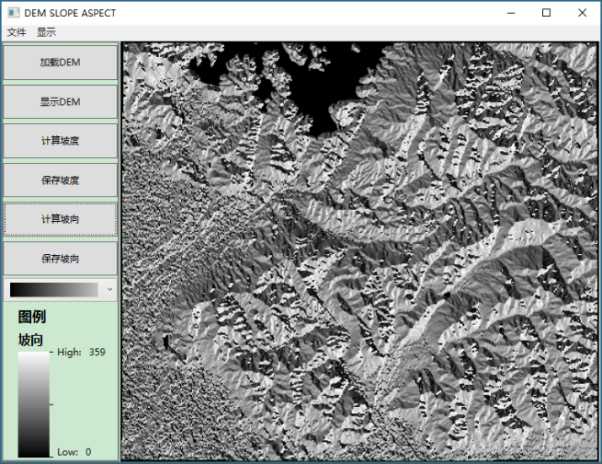 DEM SLOPE ASPECT
文件 显示
加载DEM
显示DEM
计算坡度
保存坡度
计算坡向
保存坡向
图例
坡向
High: 359
Low: 0